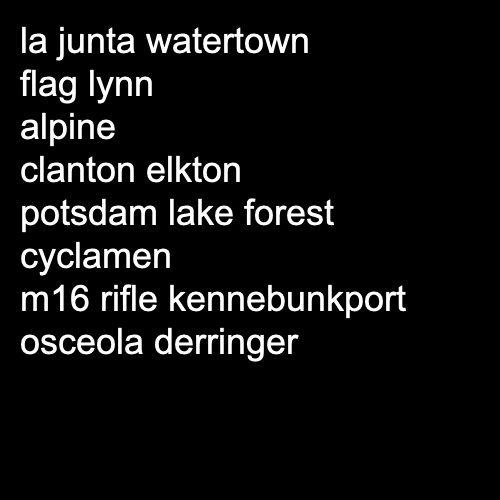 la junta watertown
flag lynn
alpine
clanton elkton
potsdam lake forest
cyclamen
m16 rifle kennebunkport
osceola derringer